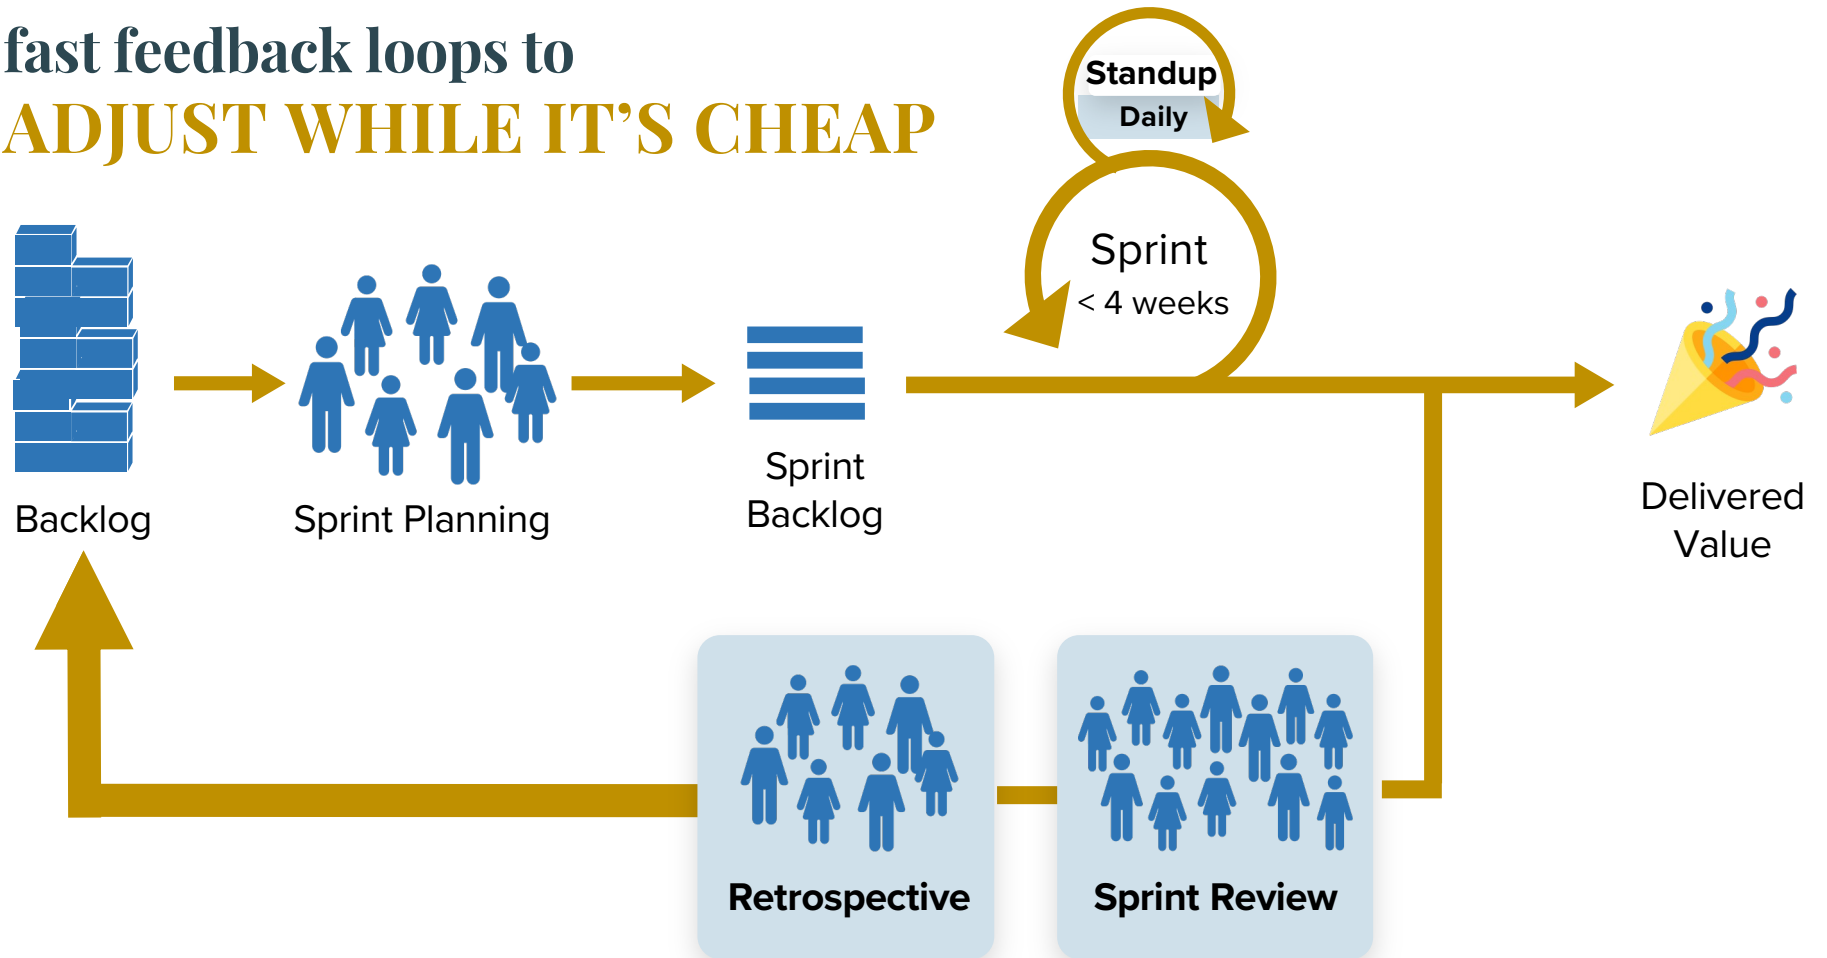 fast feedback loops to
ADJUST WHILE IT’S CHEAP
Standup
Daily
Sprint
< 4 weeks
Backlog
Sprint Planning
Sprint
Backlog
Delivered
Value
Retrospective
Sprint Review